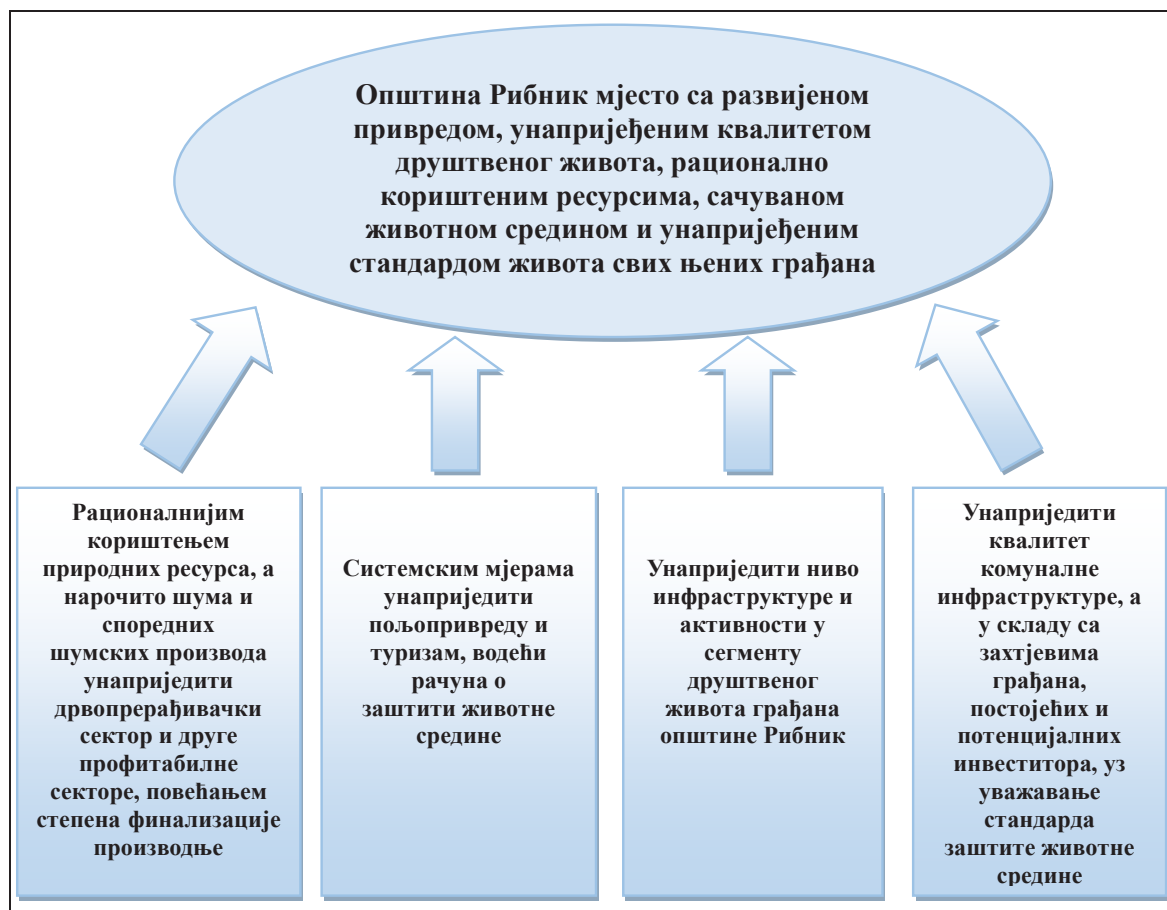 Општина Рибник мјесто са развијеном
привредом, унапријеђеним квалитетом
друштвеног живота, рационално
кориштеним ресурсима, сачуваном
животном средином и унапријеђеним
стандардом живота свих њених грађана
Рационалнијим
кориштењем
природних ресурса, а
нарочито шума и
споредних
шумских производа
унаприједити
дрвопрерађивачки
сектор и друге
профитабилне
секторе, повећањем
степена финализације
производње
Системским мјерама
унаприједити
пољопривреду и
туризам, водећи
рачуна о
заштити животне
средине
Унаприједити ниво
инфраструктуре и
активности у
сегменту
друштвеног
живота грађана
општине Рибник
Унаприједити
квалитет
комуналне
инфраструктуре, а
у складу са
захтјевима
грађана,
постојећих и
потенцијалних
инвеститора, уз
уважавање
стандарда
заштите животне
средине